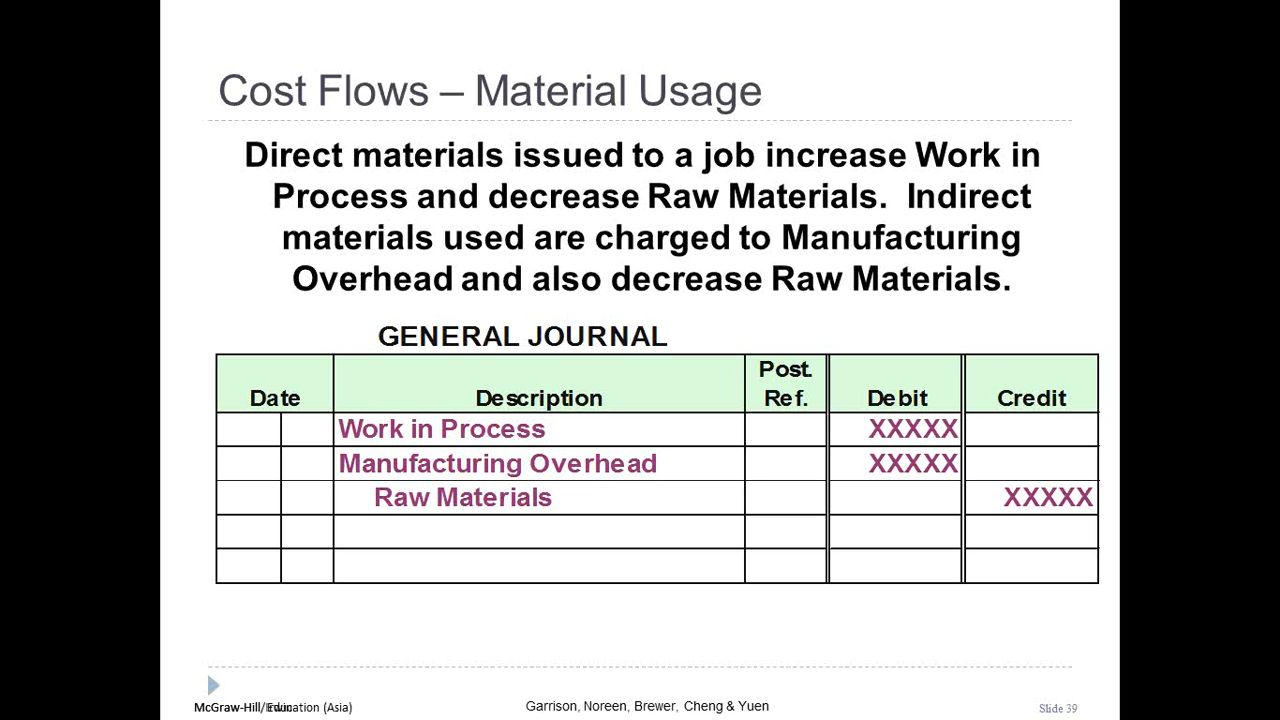 Cost Flows – Material Usage
Direct materials issued to a job increase Work in
Process and decrease Raw Materials.  Indirect
materials used are charged to Manufacturing
Overhead and also decrease Raw Materials.
GENERAL JOURNAL
Date Description Post. Ref. Debit Credit
Work in Process XXXXX
Manufacturing Overhead XXXXX
Raw Materials XXXXX
McGraw-Hill/ (Asia) Garrison, Noreen, Brewer, Cheng & Yuen Slide 39